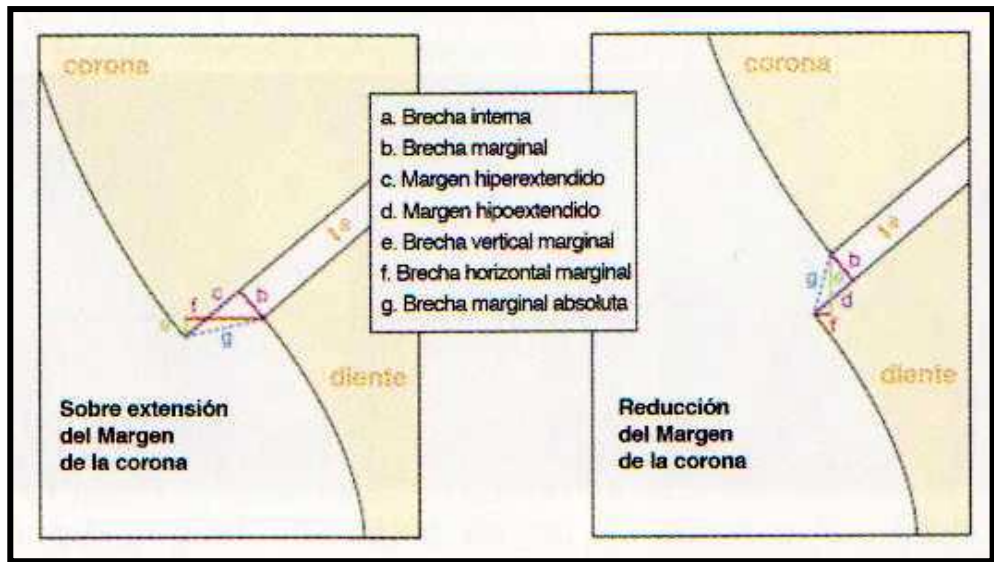 corona
c
b
f
e
g
a
diente
Sobre extensión
del Margen
de la corona
a. Brecha interna
b. Brecha marginal
c. Margen hiperextendido
d. Margen hipoextendido
e. Brecha vertical marginal
f. Brecha horizontal marginal
g. Brecha marginal absoluta
corona
a
b
g
e
d
f
diente
Reducción
del Margen
de la corona